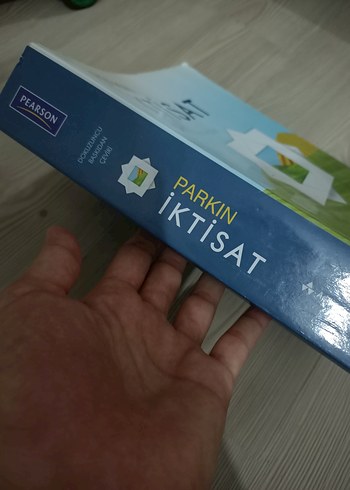 PEARSON
DOKUZUNCU
BASKIDAN
ÇEVİRİ
PARKIN
İKTİSAT